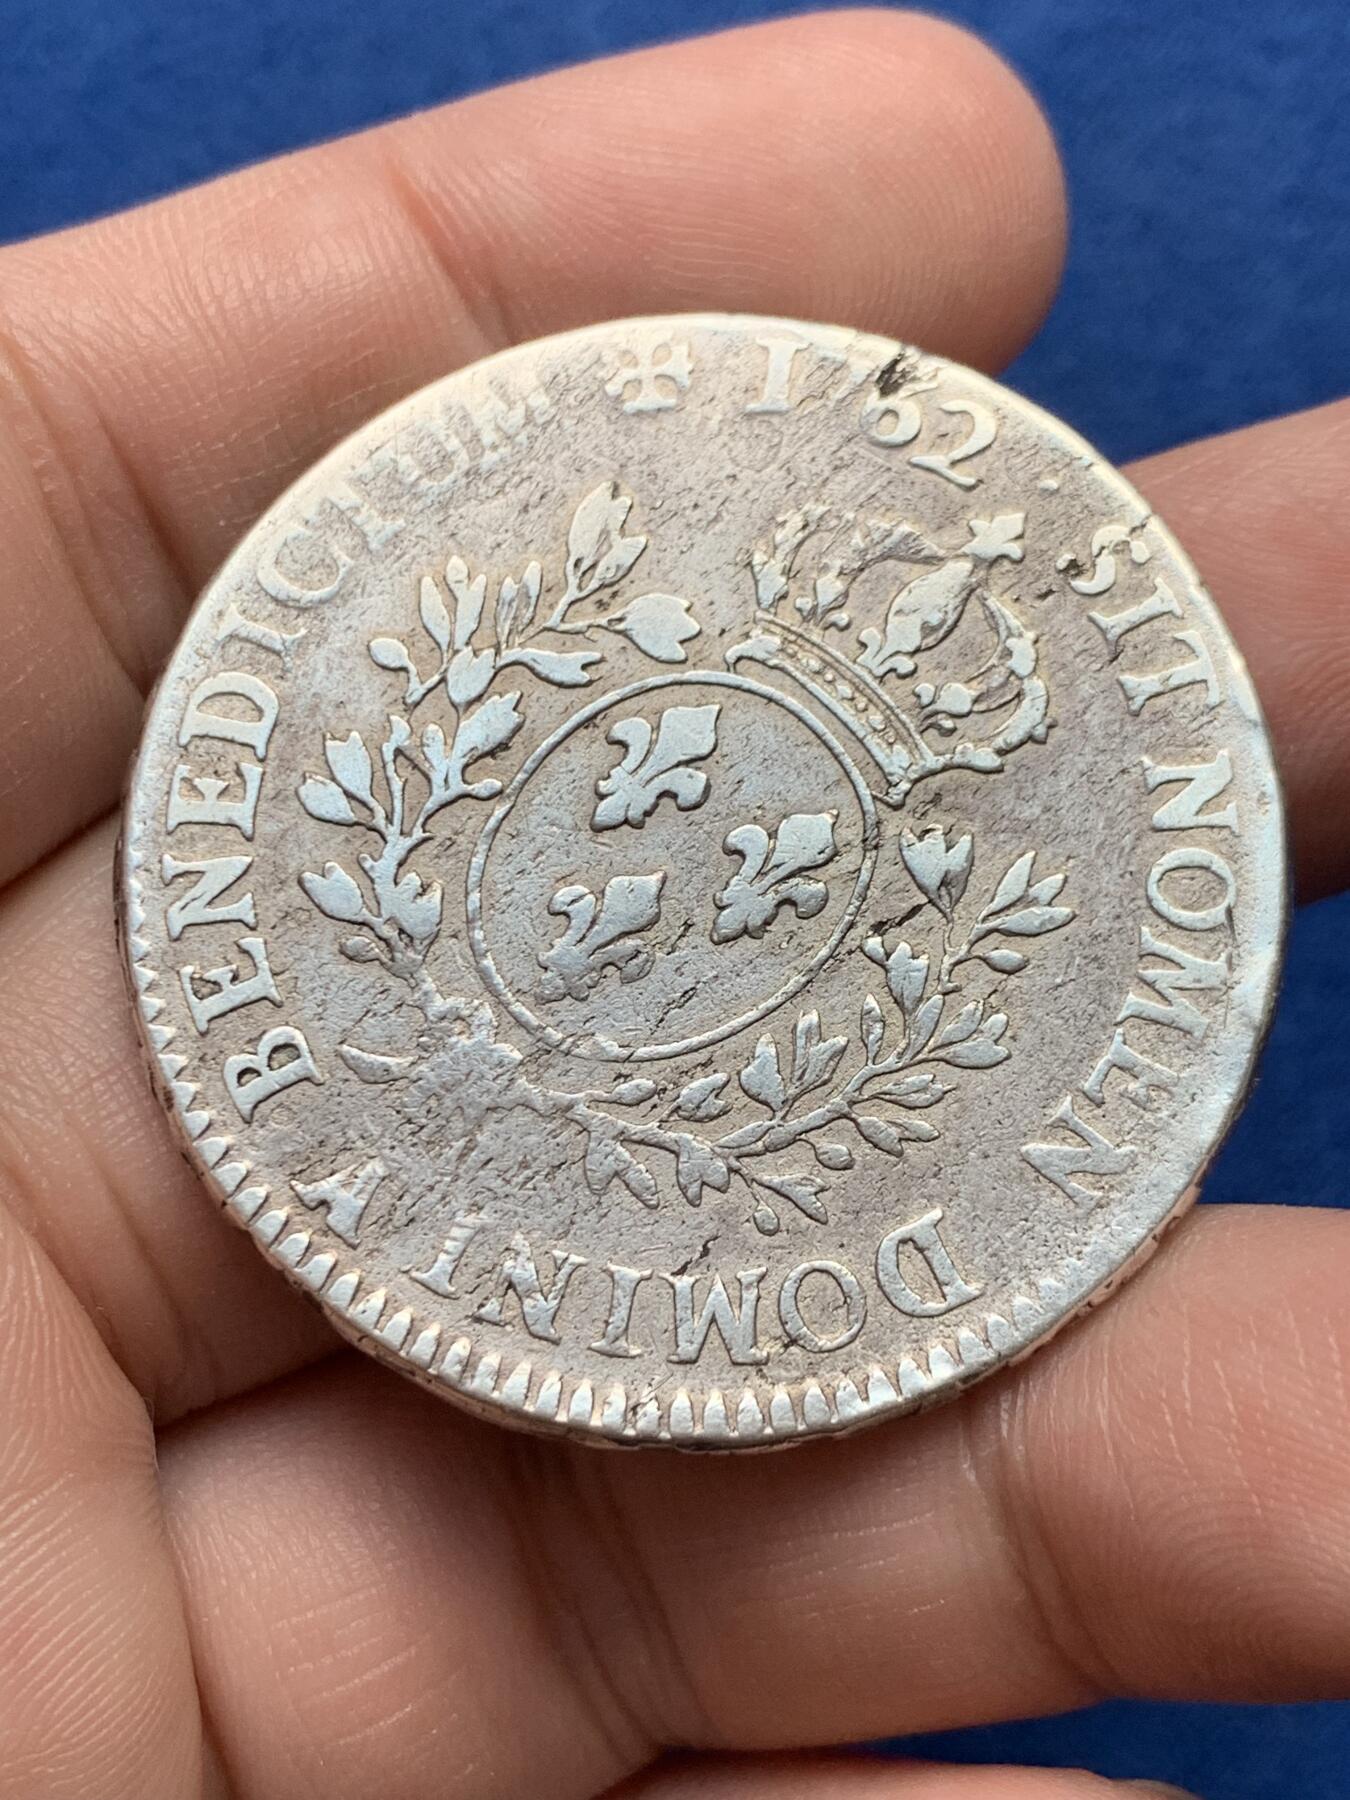 1762 · SIT NOMEN DOMINI A BENEDICTUM